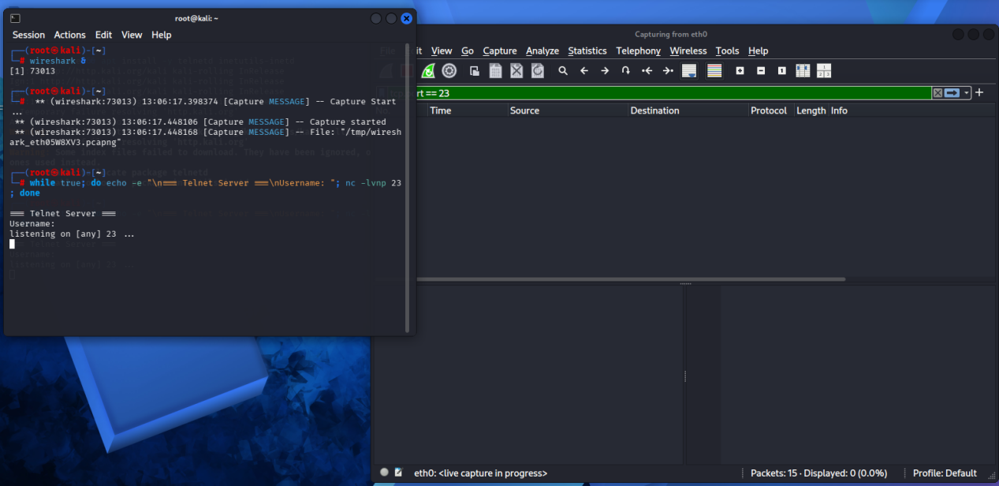 root@kali: ~
Session Actions Edit View Help
┌──(root㉿kali)-[~]
└─# wireshark &
[1] 73013
┌──(root㉿kali)-[~]
└─# ** (wireshark:73013) 13:06:17.398374 [Capture MESSAGE] -- Capture Start
...
** (wireshark:73013) 13:06:17.448106 [Capture MESSAGE] -- Capture started
** (wireshark:73013) 13:06:17.448168 [Capture MESSAGE] -- File: "/tmp/wiresh
ark_eth05W8XV3.pcapng"
┌──(root㉿kali)-[~]
└─# while true; do echo -e "\n=== Telnet Server ===\nUsername: "; nc -lvnp 23
; done
=== Telnet Server ===
Username:
listening on [any] 23 ...
Capturing from eth0
File it View Go Capture Analyze Statistics Telephony Wireless Tools Help
rt == 23
Time Source Destination Protocol Length Info
eth0: <live capture in progress>
Packets: 15 · Displayed: 0 (0.0%)
Profile: Default